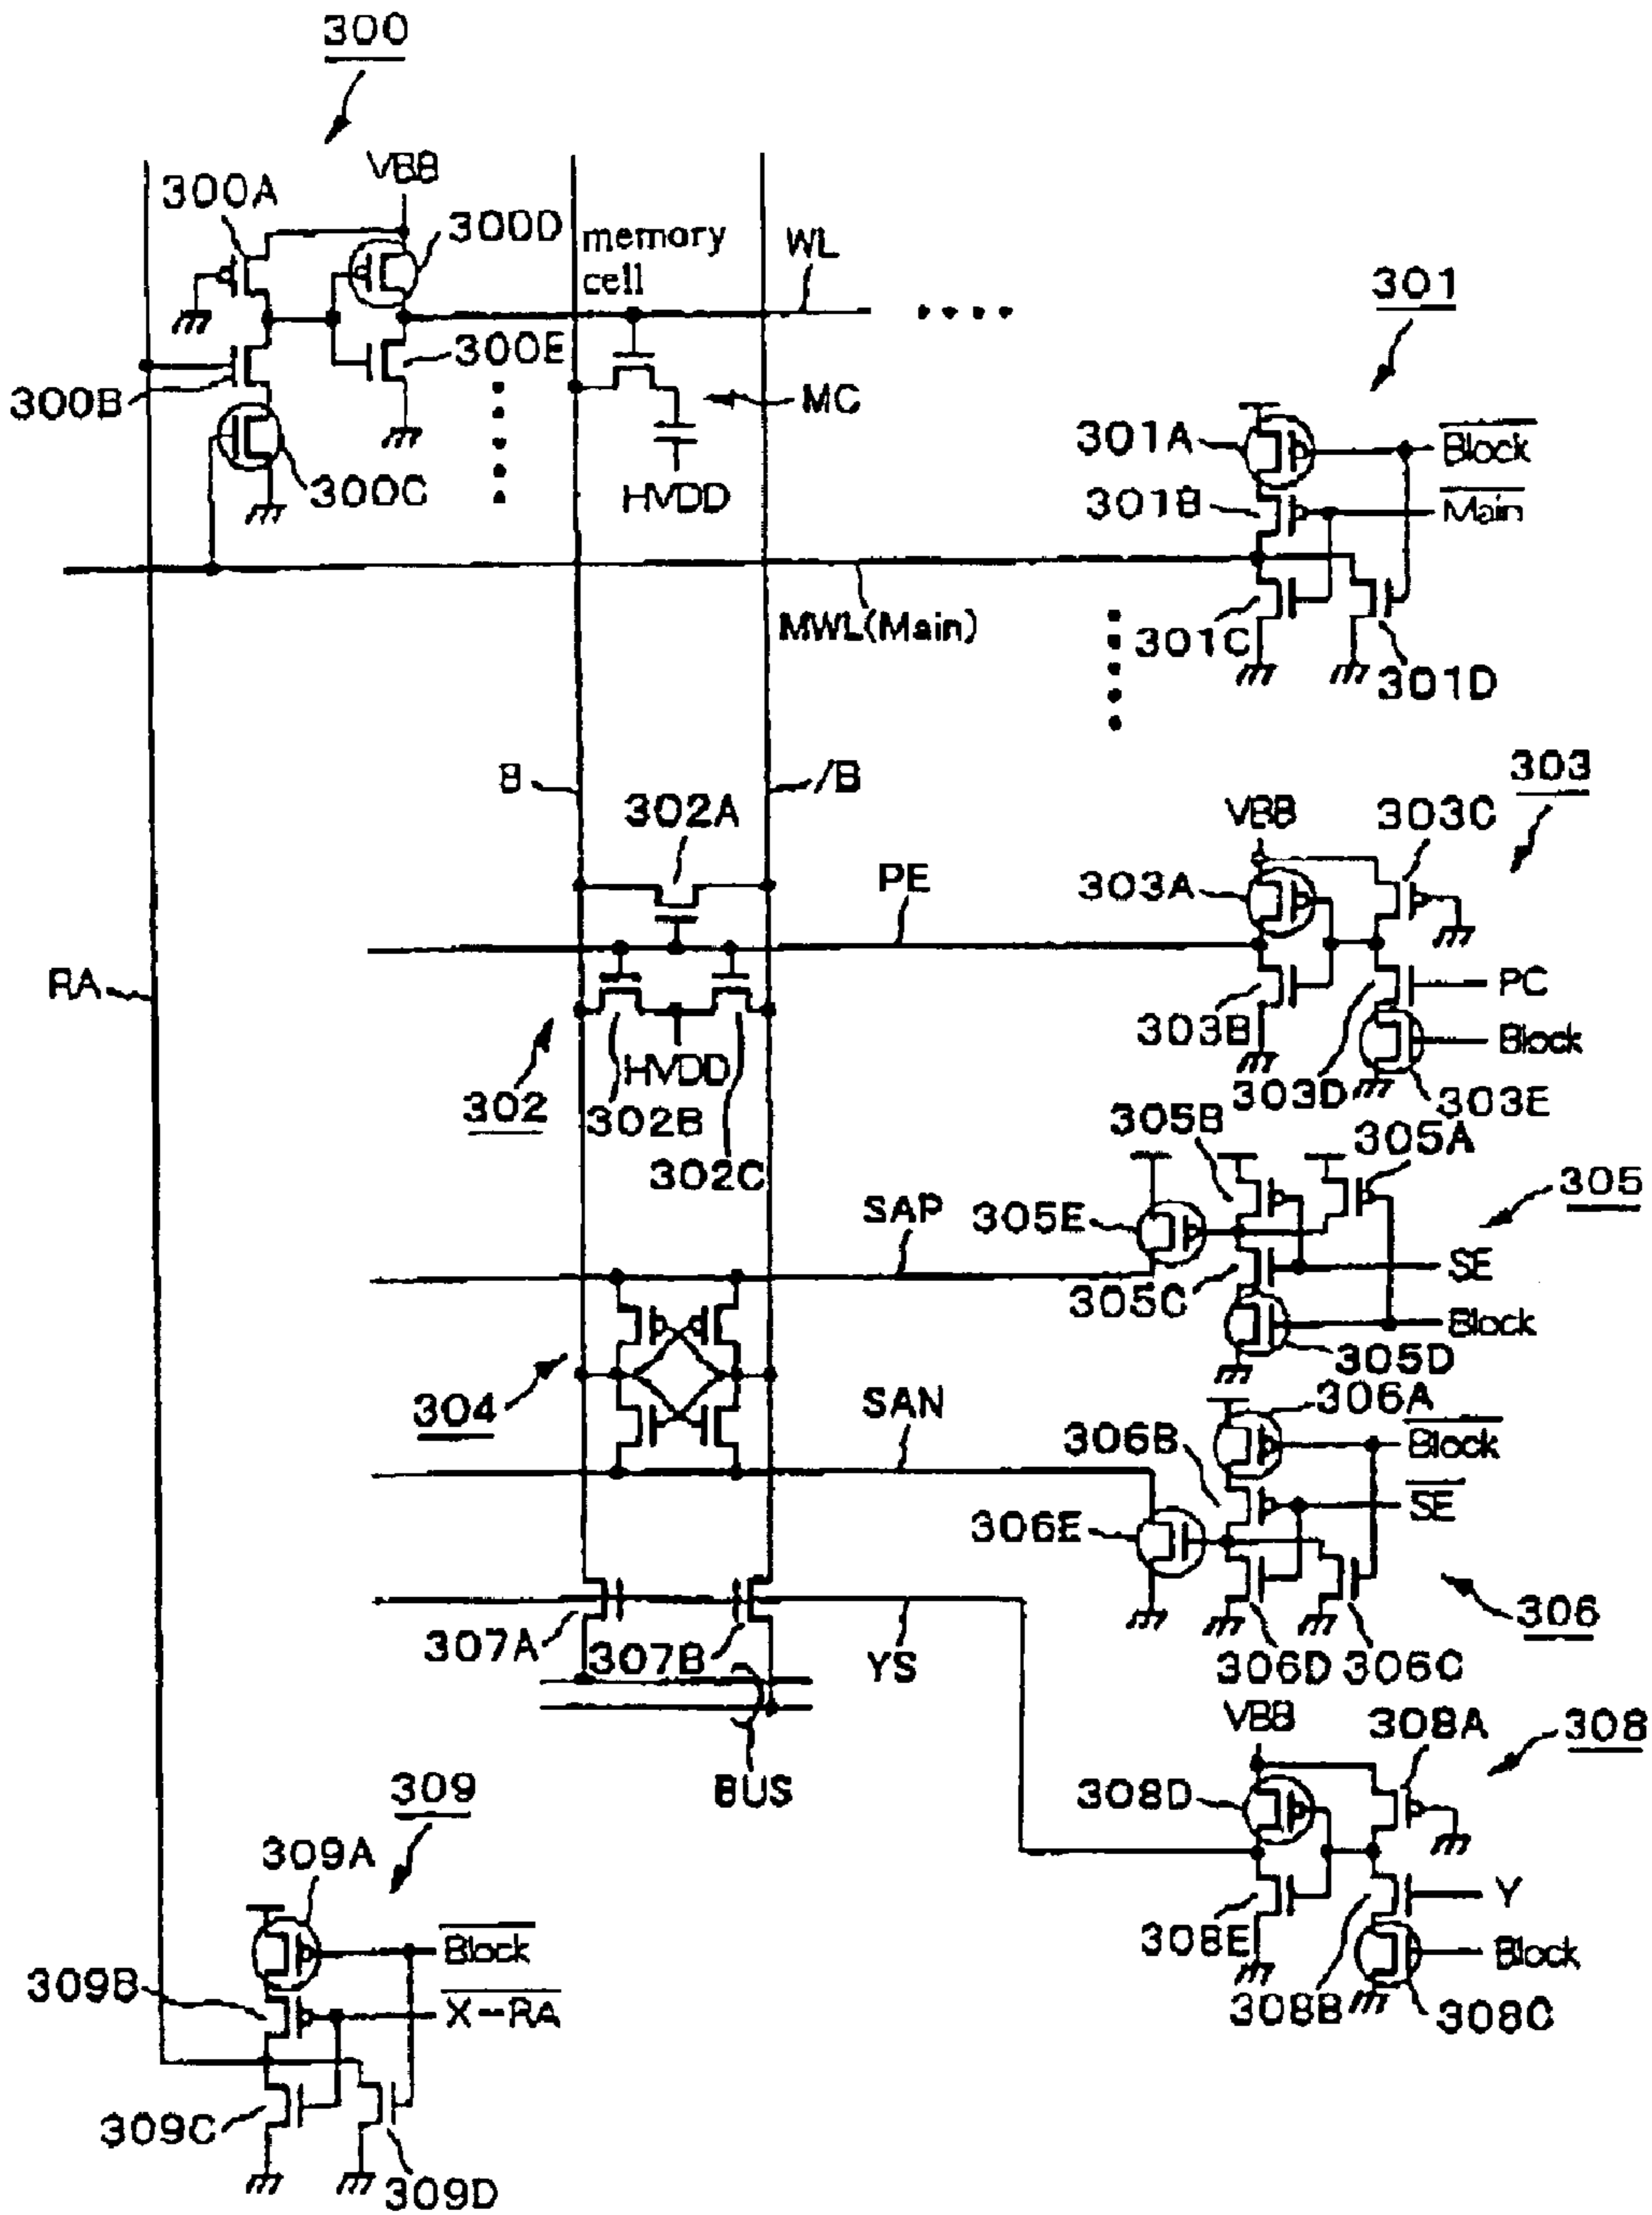 300
VBB
300A
300D
memory
cell
WL
301
300E
300B
MC
301A
Block
300C
HVDD
301B
Main
MWL(Main)
301C
301D
B
/B
303
302A
VBB
303C
PE
303A
RA
PC
303B
HVDD
Block
302
302B
303D
303E
302C
305B
305A
SAP
305E
305
SE
305C
Block
305D
304
SAN
306A
306B
Block
SE
306E
307A
307B
YS
306D
306C
306
VBB
308A
308
BUS
308D
309
309A
Y
308E
Block
Block
309B
X-RA
308B
308C
309C
309D